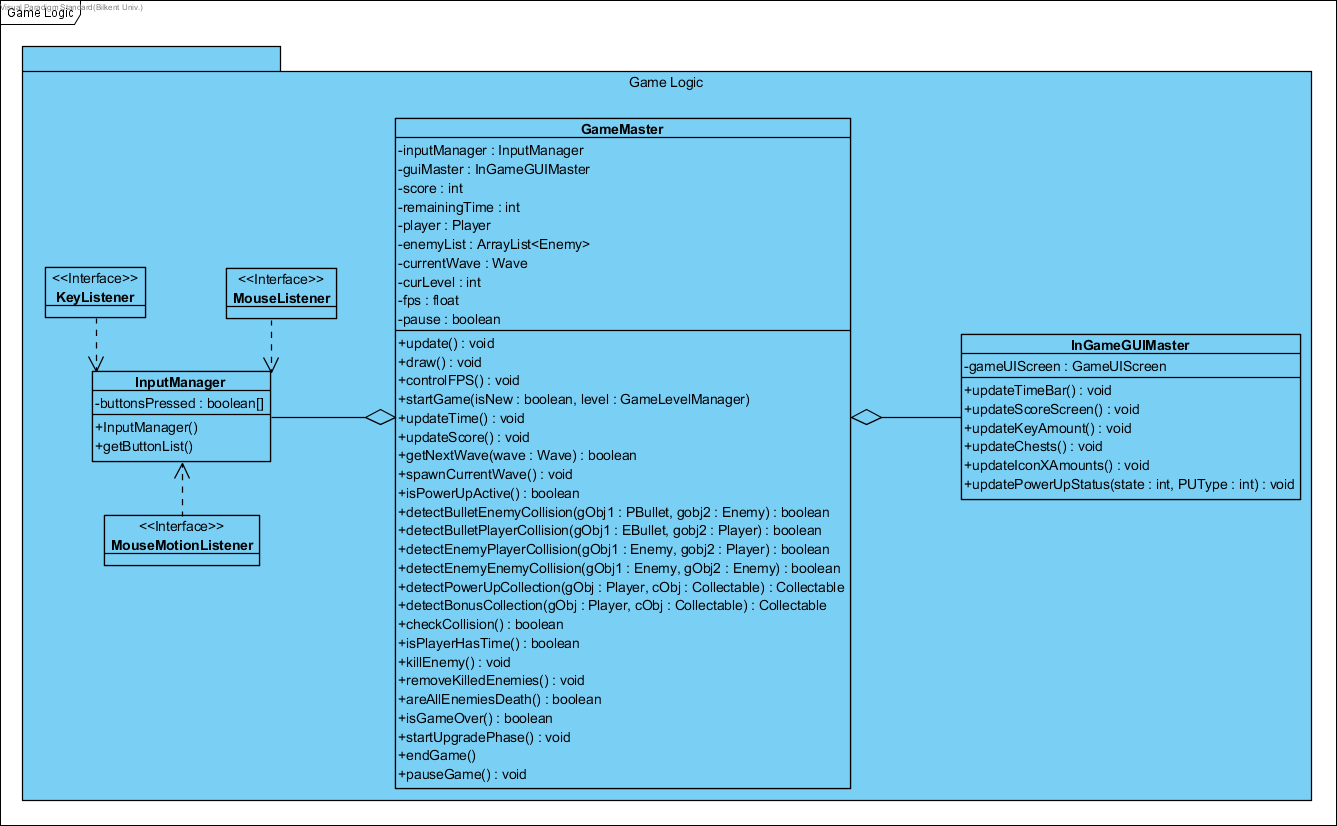 Visual Paradigm Standard(Bilkent Univ.)
Game Logic
Game Logic
GameMaster
-inputManager : InputManager
-guiMaster : InGameGUIMaster
-score : int
-remainingTime : int
-player : Player
-enemyList : ArrayList<Enemy>
-currentWave : Wave
-curLevel : int
-fps : float
-pause : boolean
+update() : void
+draw() : void
+controlFPS() : void
+startGame(isNew : boolean, level : GameLevelManager)
+updateTime() : void
+updateScore() : void
+getNextWave(wave : Wave) : boolean
+spawnCurrentWave() : void
+isPowerUpActive() : boolean
+detectBulletEnemyCollision(gObj1 : PBullet, gobj2 : Enemy) : boolean
+detectBulletPlayerCollision(gObj1 : EBullet, gobj2 : Player) : boolean
+detectEnemyPlayerCollision(gObj1 : Enemy, gobj2 : Player) : boolean
+detectEnemyEnemyCollision(gObj1 : Enemy, gObj2 : Enemy) : boolean
+detectPowerUpCollection(gObj : Player, cObj : Collectable) : Collectable
+detectBonusCollection(gObj : Player, cObj : Collectable) : Collectable
+checkCollision() : boolean
+isPlayerHasTime() : boolean
+killEnemy() : void
+removeKilledEnemies() : void
+areAllEnemiesDeath() : boolean
+isGameOver() : boolean
+startUpgradePhase() : void
+endGame()
+pauseGame() : void
<<Interface>>
KeyListener
<<Interface>>
MouseListener
InputManager
-buttonsPressed : boolean[]
+InputManager()
+getButtonList()
<<Interface>>
MouseMotionListener
InGameGUIMaster
-gameUIScreen : GameUIScreen
+updateTimeBar() : void
+updateScoreScreen() : void
+updateKeyAmount() : void
+updateChests() : void
+updateIconXAmounts() : void
+updatePowerUpStatus(state : int, PUType : int) : void